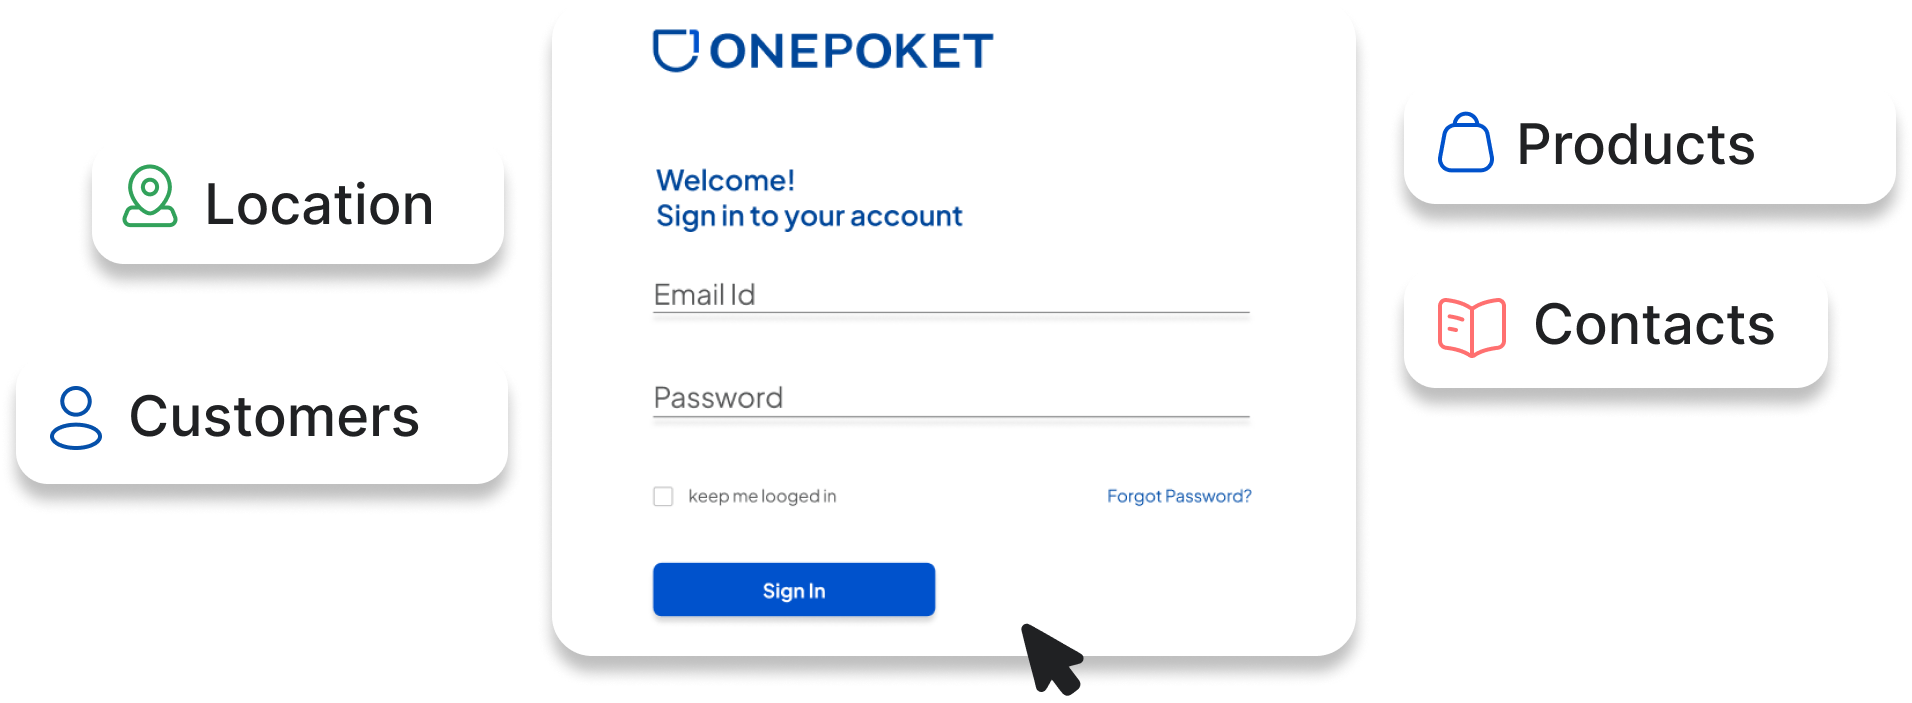 ONEPOKET
Welcome!
Sign in to your account
Email Id
Password
keep me looged in
Forgot Password?
Sign In
Location
Customers
Products
Contacts